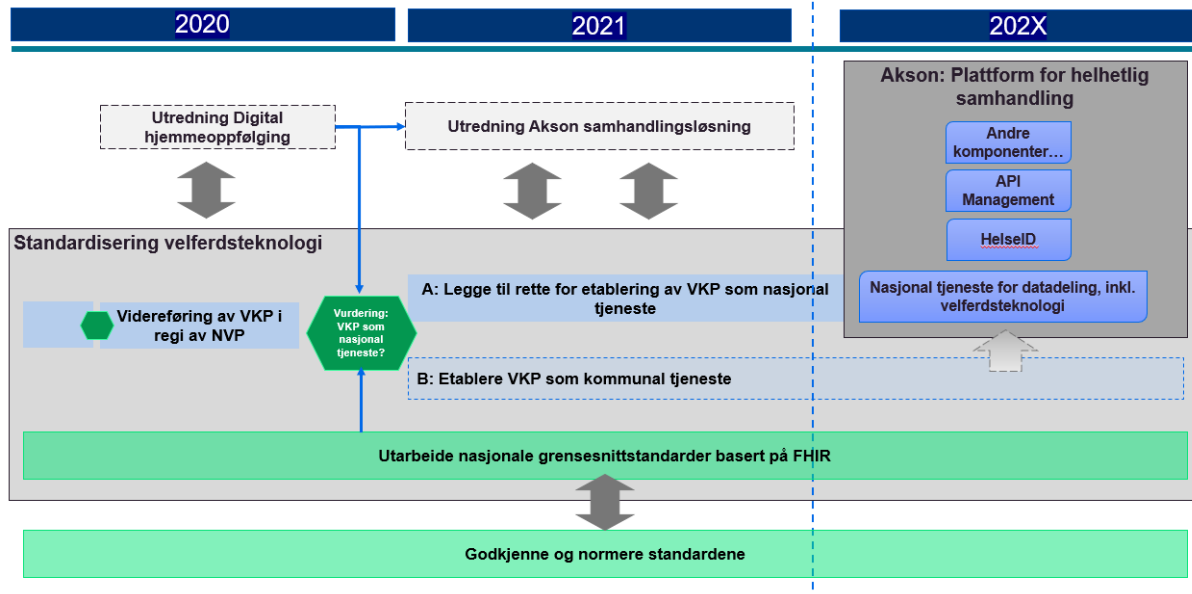 2020
2021
202X
Akson: Plattform for helhetlig
samhandling
Andre
komponenter…
API
Management
HelseID
Nasjonal tjeneste for datadeling, inkl.
velferdsteknologi
Utredning Digital
hjemmeoppfølging
Utredning Akson samhandlingsløsning
Standardisering velferdsteknologi
Videreføring av VKP i
regi av NVP
Vurdering:
VKP som
nasjonal
tjeneste?
A: Legge til rette for etablering av VKP som nasjonal
tjeneste
B: Etablere VKP som kommunal tjeneste
Utarbeide nasjonale grensesnittstandarder basert på FHIR
Godkjenne og normere standardene